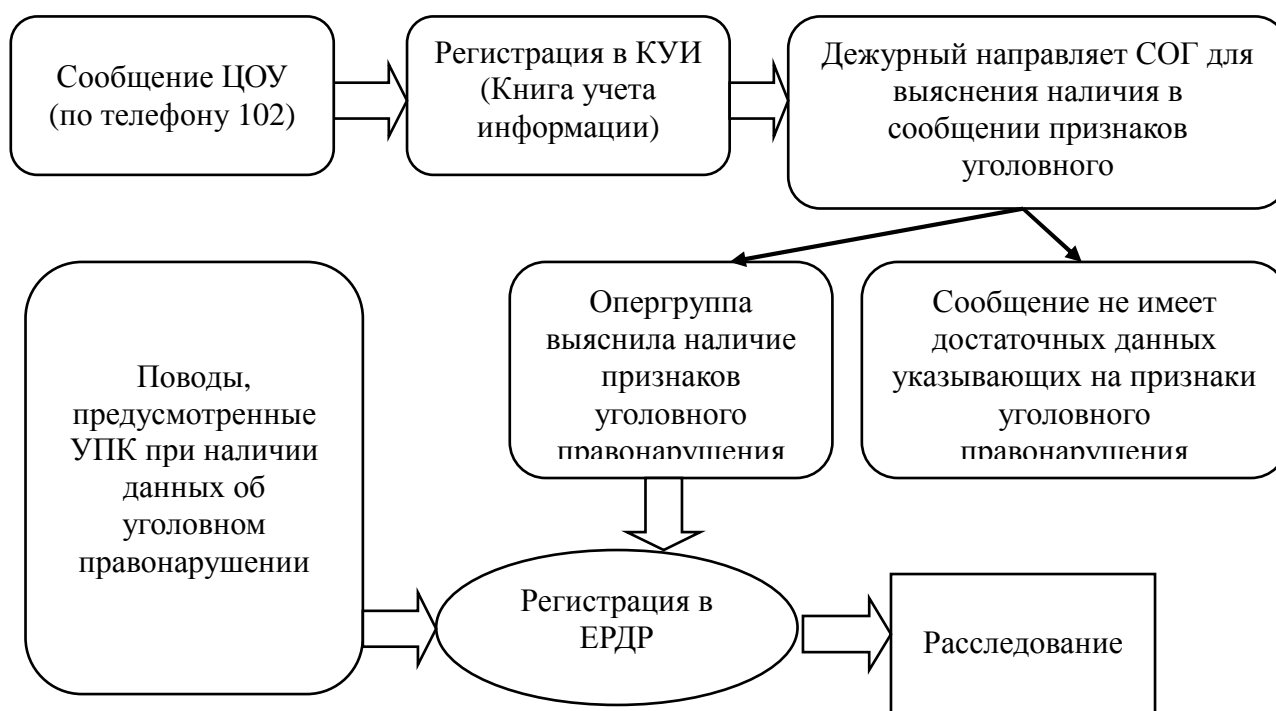 Сообщение ЦОУ
(по телефону 102)
Регистрация в КУИ
(Книга учета
информации)
Дежурный направляет СОГ для
выяснения наличия в
сообщении признаков
уголовного
Опергруппа
выяснила наличие
признаков
уголовного
правонарушения
Сообщение не имеет
достаточных данных
указывающих на признаки
уголовного
правонарушения
Поводы,
предусмотренные
УПК при наличии
данных об
уголовном
правонарушении
Регистрация в
ЕРДР
Расследование